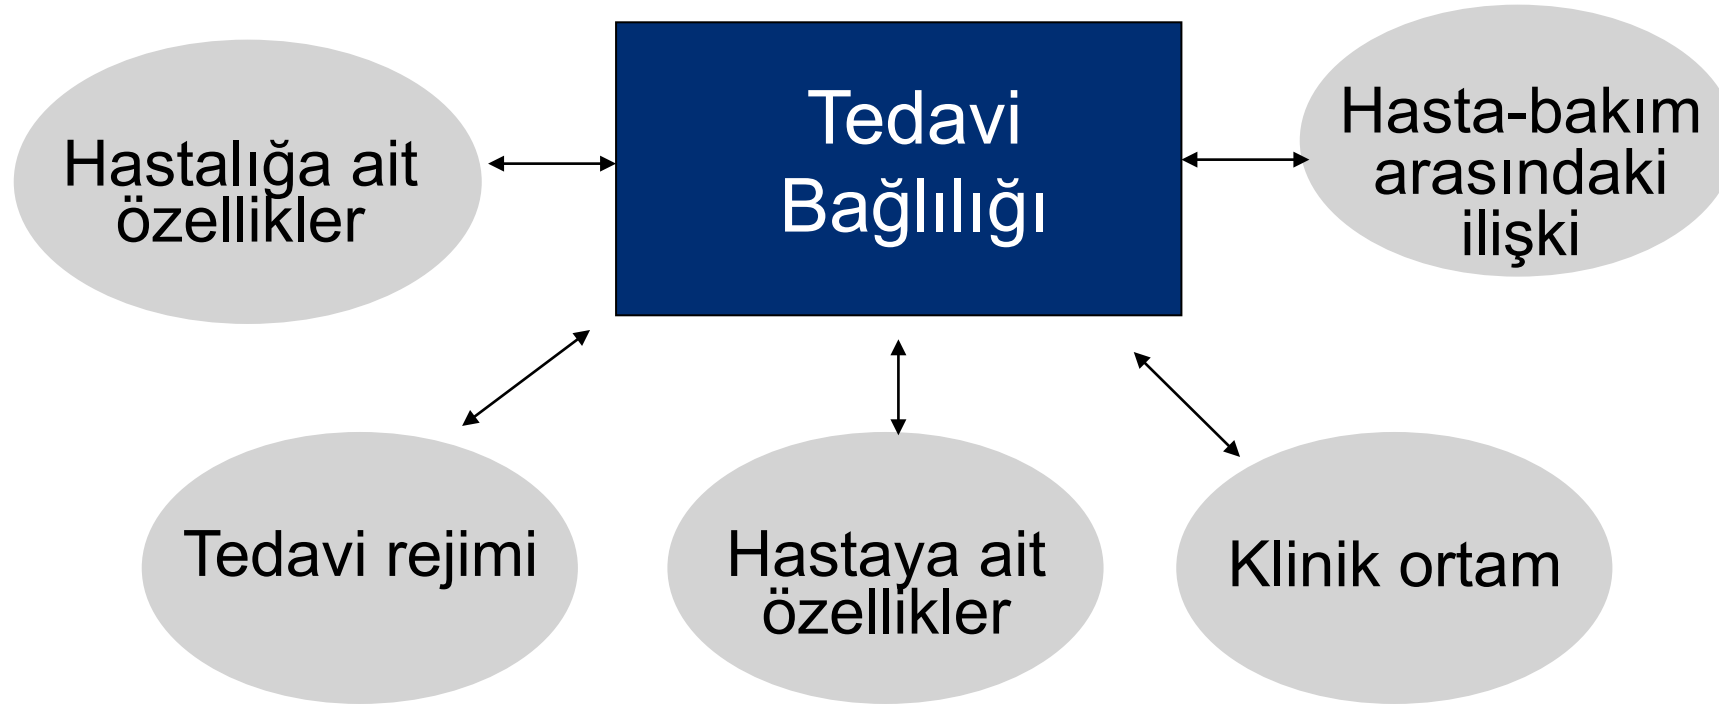 Tedavi
Bağlılığı
Hastalığa ait
özellikler
Hasta-bakım
arasındaki
ilişki
Tedavi rejimi
Hastaya ait
özellikler
Klinik ortam